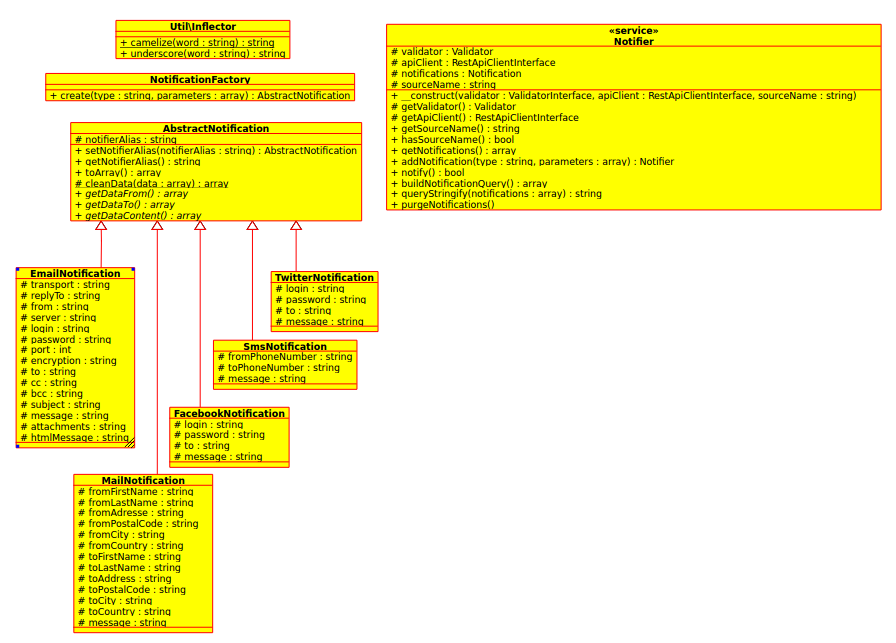 Util\Inflector
+ camelize(word : string) : string
+ underscore(word : string) : string
NotificationFactory
+ create(type : string, parameters : array) : AbstractNotification
AbstractNotification
# notifierAlias : string
+ setNotifierAlias(notifierAlias : string) : AbstractNotification
+ getNotifierAlias() : string
+ toArray() : array
# cleanData(data : array) : array
+ getDataFrom() : array
+ getDataTo() : array
+ getDataContent() : array
«service»
Notifier
# validator : Validator
# apiClient : RestApiClientInterface
# notifications : Notification
# sourceName : string
+ __construct(validator : ValidatorInterface, apiClient : RestApiClientInterface, sourceName : string)
# getValidator() : Validator
# getApiClient() : RestApiClientInterface
+ getSourceName() : string
+ hasSourceName() : bool
+ getNotifications() : array
+ addNotification(type : string, parameters : array) : Notifier
+ notify() : bool
+ buildNotificationQuery() : array
+ queryStringify(notifications : array) : string
+ purgeNotifications()
EmailNotification
# transport : string
# replyTo : string
# from : string
# server : string
# login : string
# password : string
# port : int
# encryption : string
# to : string
# cc : string
# bcc : string
# subject : string
# message : string
# attachments : string
# htmlMessage : string
TwitterNotification
# login : string
# password : string
# to : string
# message : string
SmsNotification
# fromPhoneNumber : string
# toPhoneNumber : string
# message : string
FacebookNotification
# login : string
# password : string
# to : string
# message : string
MailNotification
# fromFirstName : string
# fromLastName : string
# fromAdresse : string
# fromPostalCode : string
# fromCity : string
# fromCountry : string
# toFirstName : string
# toLastName : string
# toAddress : string
# toPostalCode : string
# toCity : string
# toCountry : string
# message : string